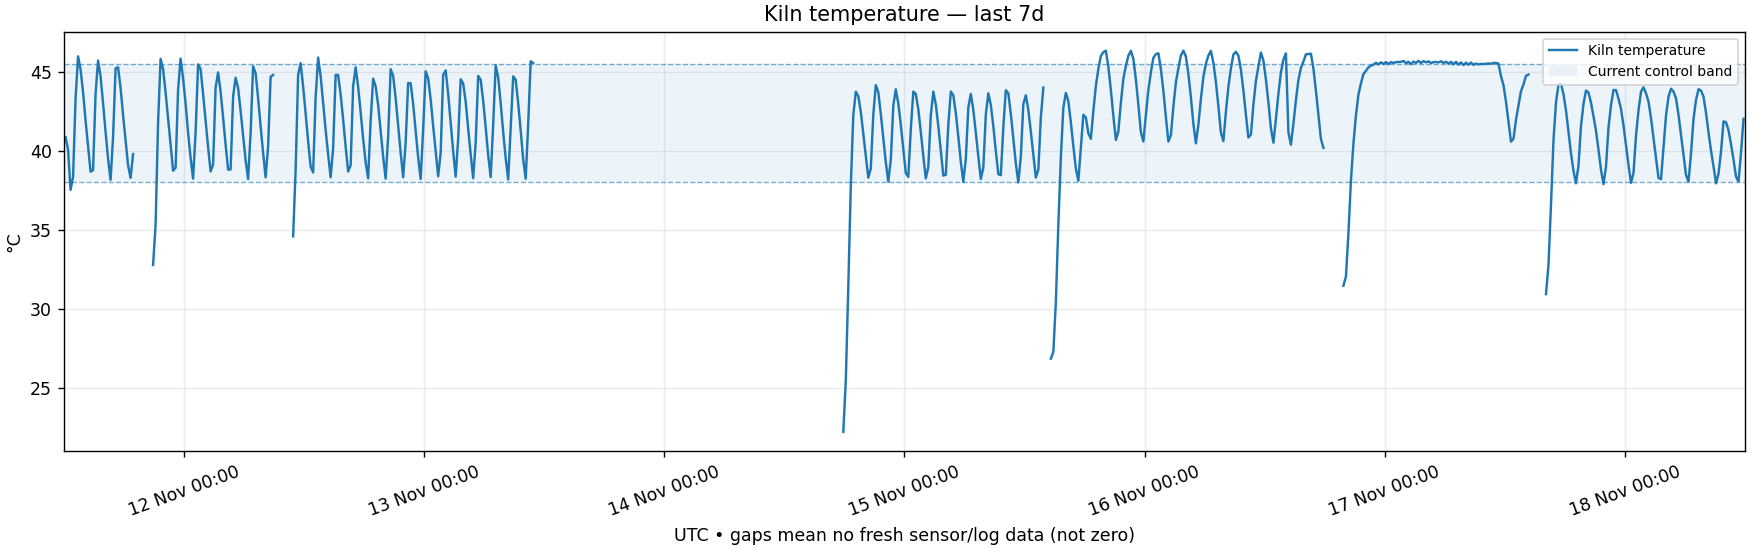 Kiln temperature — last 7d
Kiln temperature
Current control band
°C
45
40
35
30
25
12 Nov 00:00
13 Nov 00:00
14 Nov 00:00
15 Nov 00:00
16 Nov 00:00
17 Nov 00:00
18 Nov 00:00
UTC • gaps mean no fresh sensor/log data (not zero)